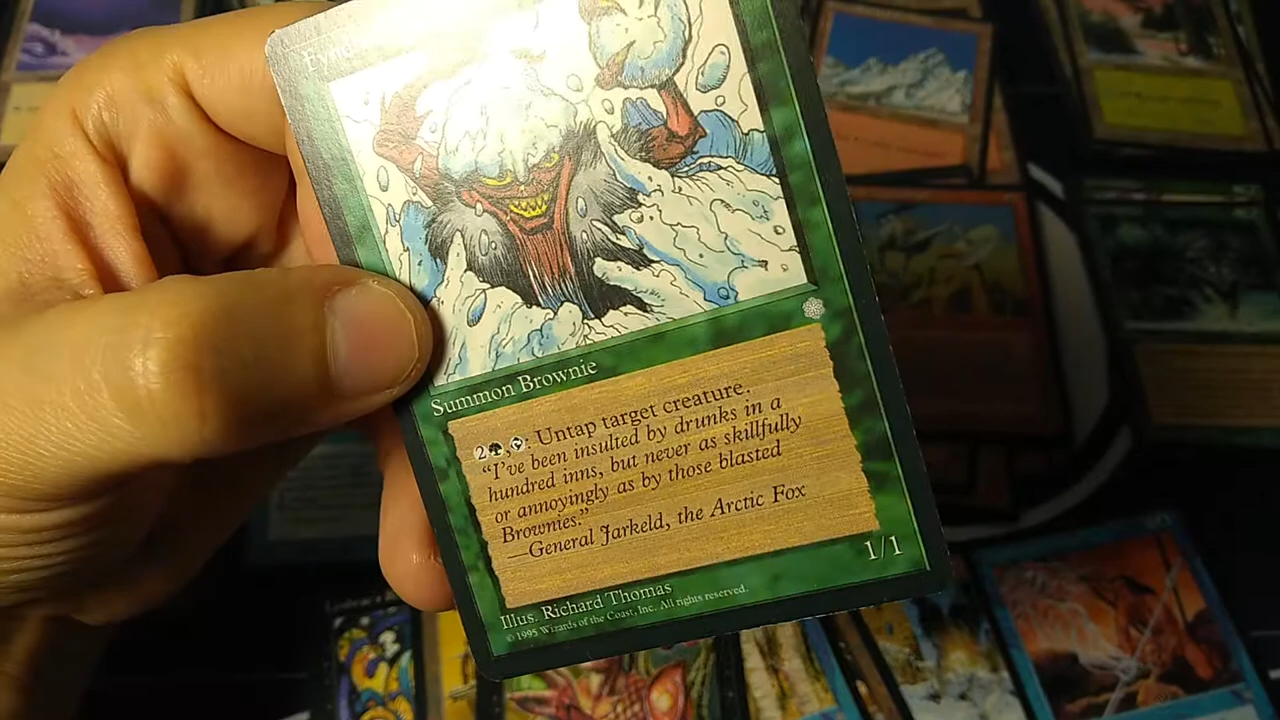 Summon Brownie
2, : Untap target creature.
“I've been insulted by drunks in a
hundred inns, but never as skillfully
or annoyingly as by those blasted
Brownies.”
—General Jarkeld, the Arctic Fox
1/1
Illus. Richard Thomas
© 1995 Wizards of the Coast, Inc. All rights reserved.